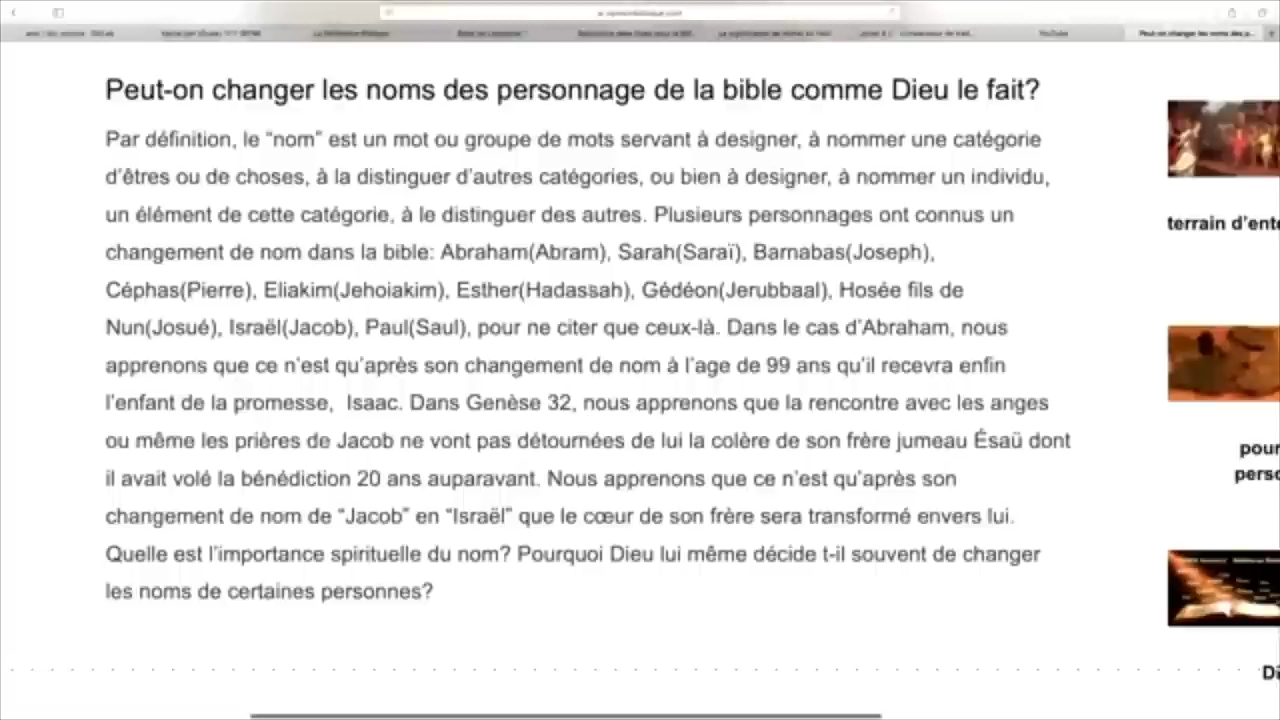 Peut-on changer les noms des p...
YouTube
Peut-on changer les noms des personnage de la bible comme Dieu le fait?
Par définition, le “nom” est un mot ou groupe de mots servant à designer, à nommer une catégorie
d’êtres ou de choses, à la distinguer d’autres catégories, ou bien à designer, à nommer un individu,
un élément de cette catégorie, à le distinguer des autres. Plusieurs personnages ont connus un
changement de nom dans la bible: Abraham(Abram), Sarah(Saraï), Barnabas(Joseph),
Céphas(Pierre), Eliakim(Jehoiakim), Esther(Hadassah), Gédéon(Jerubbaal), Hosée fils de
Nun(Josué), Israël(Jacob), Paul(Saul), pour ne citer que ceux-là. Dans le cas d’Abraham, nous
apprenons que ce n’est qu’après son changement de nom à l’age de 99 ans qu’il recevra enfin
l’enfant de la promesse, Isaac. Dans Genèse 32, nous apprenons que la rencontre avec les anges
ou même les prières de Jacob ne vont pas détournées de lui la colère de son frère jumeau Ésaü dont
il avait volé la bénédiction 20 ans auparavant. Nous apprenons que ce n’est qu’après son
changement de nom de “Jacob” en “Israël” que le cœur de son frère sera transformé envers lui.
Quelle est l’importance spirituelle du nom? Pourquoi Dieu lui même décide t-il souvent de changer
les noms de certaines personnes?
terrain d’ent
pour
perso